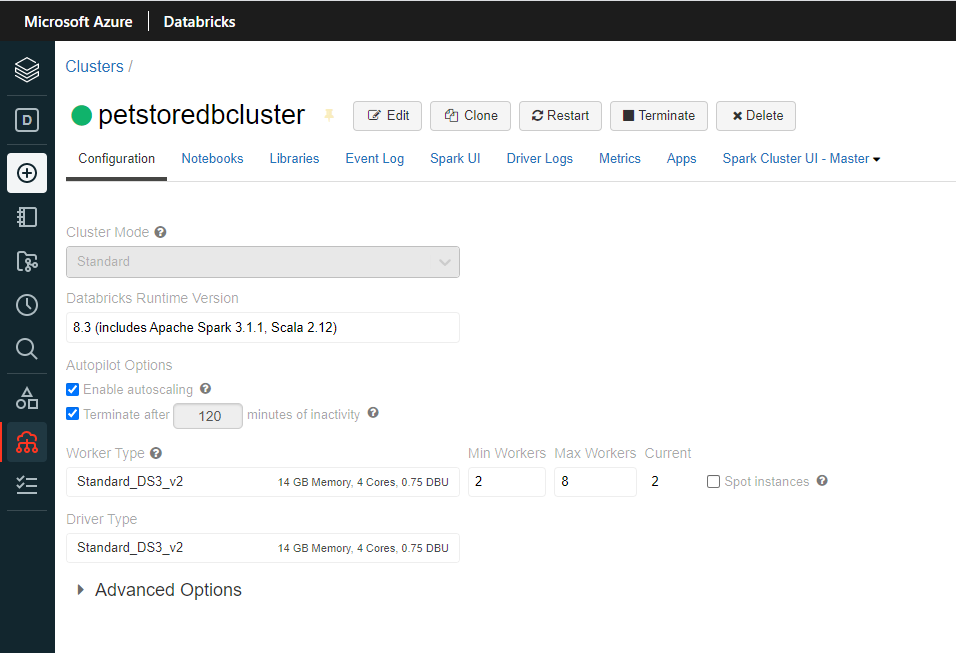 Microsoft Azure | Databricks
Clusters /
petstoredbcluster Edit Clone Restart Terminate Delete
Configuration Notebooks Libraries Event Log Spark UI Driver Logs Metrics Apps Spark Cluster UI - Master
D
Cluster Mode ?
Standard
Databricks Runtime Version
8.3 (includes Apache Spark 3.1.1, Scala 2.12)
Autopilot Options
Enable autoscaling ?
Terminate after 120 minutes of inactivity ?
Worker Type ? Min Workers Max Workers Current
Standard_DS3_v2 14 GB Memory, 4 Cores, 0.75 DBU 2 8 2 Spot instances ?
Driver Type
Standard_DS3_v2 14 GB Memory, 4 Cores, 0.75 DBU
Advanced Options